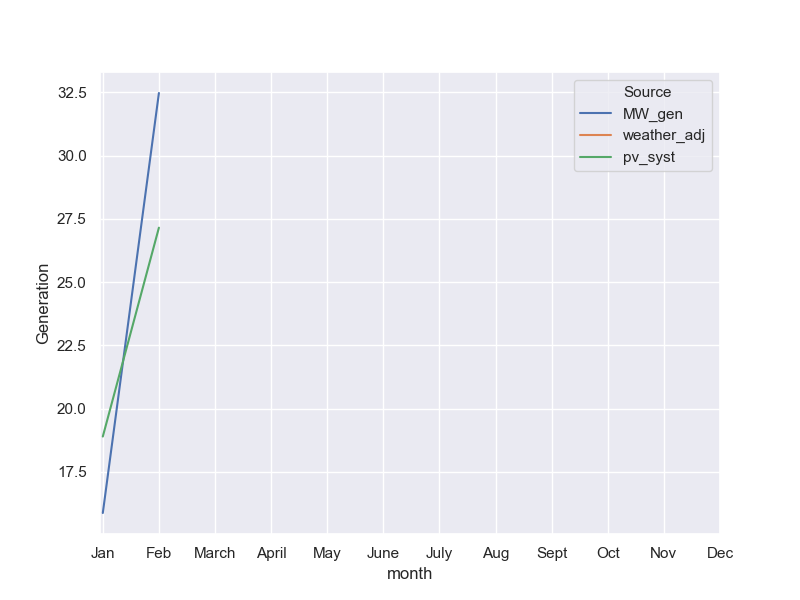 Source
MW_gen
weather_adj
pv_syst
32.5
30.0
27.5
25.0
22.5
20.0
17.5
Generation
Jan Feb March April May June July Aug Sept Oct Nov Dec
month